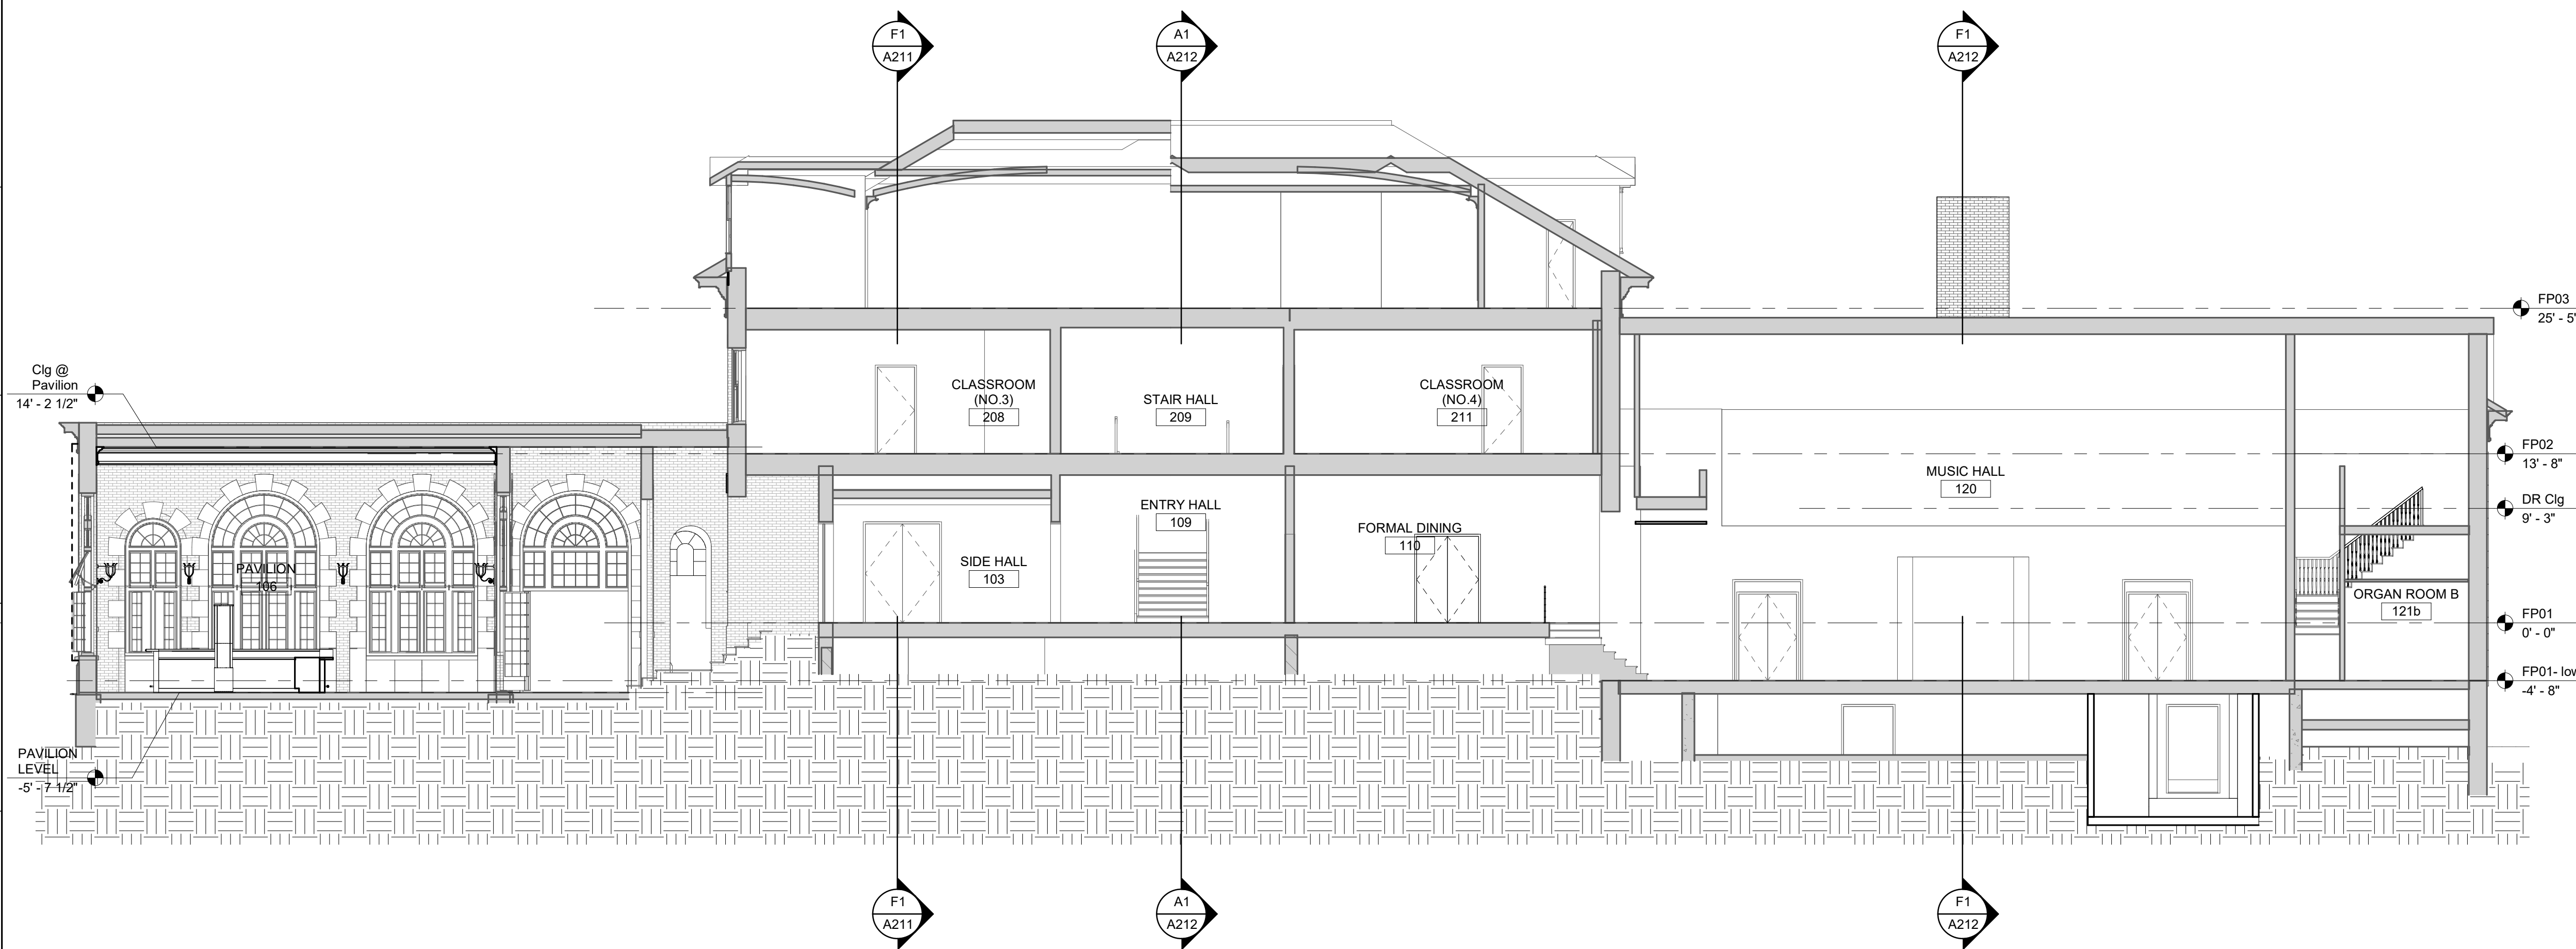 F1
A211
A1
A212
F1
A212
FP03
25' - 5"
Clg @
Pavilion
14' - 2 1/2"
CLASSROOM
(NO.3)
208
STAIR HALL
209
CLASSROOM
(NO.4)
211
FP02
13' - 8"
MUSIC HALL
120
DR Clg
9' - 3"
ENTRY HALL
109
FORMAL DINING
110
SIDE HALL
103
PAVILION
106
ORGAN ROOM B
121b
FP01
0' - 0"
FP01- low
-4' - 8"
PAVILION
LEVEL
-5' - 7 1/2"
F1
A211
A1
A212
F1
A212